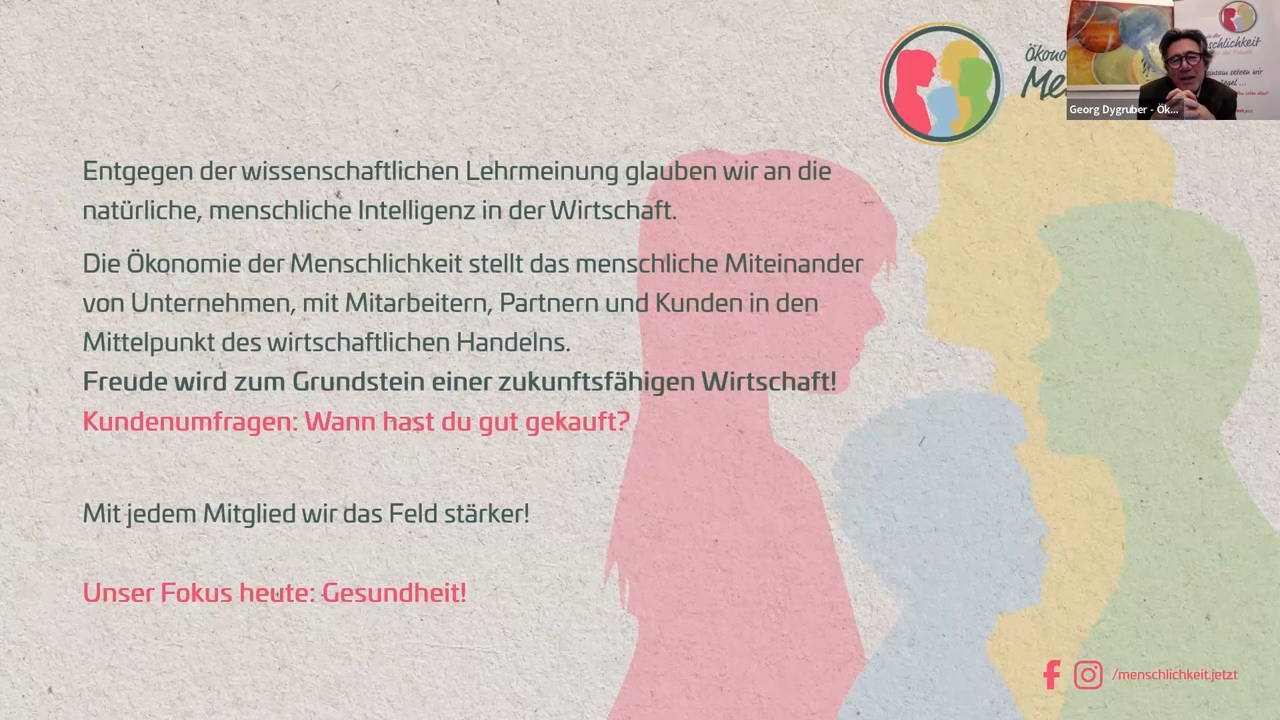 Ökono
Me
schlichkeit
Georg Dygruber - Ök...
Entgegen der wissenschaftlichen Lehrmeinung glauben wir an die
natürliche, menschliche Intelligenz in der Wirtschaft.
Die Ökonomie der Menschlichkeit stellt das menschliche Miteinander
von Unternehmen, mit Mitarbeitern, Partnern und Kunden in den
Mittelpunkt des wirtschaftlichen Handelns.
Freude wird zum Grundstein einer zukunftsfähigen Wirtschaft!
Kundenumfragen: Wann hast du gut gekauft?
Mit jedem Mitglied wir das Feld stärker!
Unser Fokus heute: Gesundheit!
/menschlichkeit.jetzt